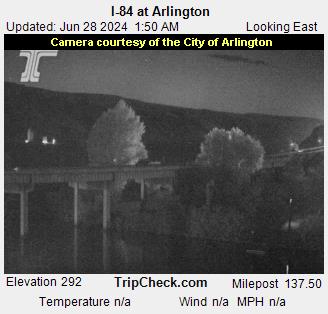 I-84 at Arlington
Updated: Jun 28 2024 1:50 AM Looking East
Camera courtesy of the City of Arlington
Elevation 292 TripCheck.com Milepost 137.50
Temperature n/a Wind n/a MPH n/a